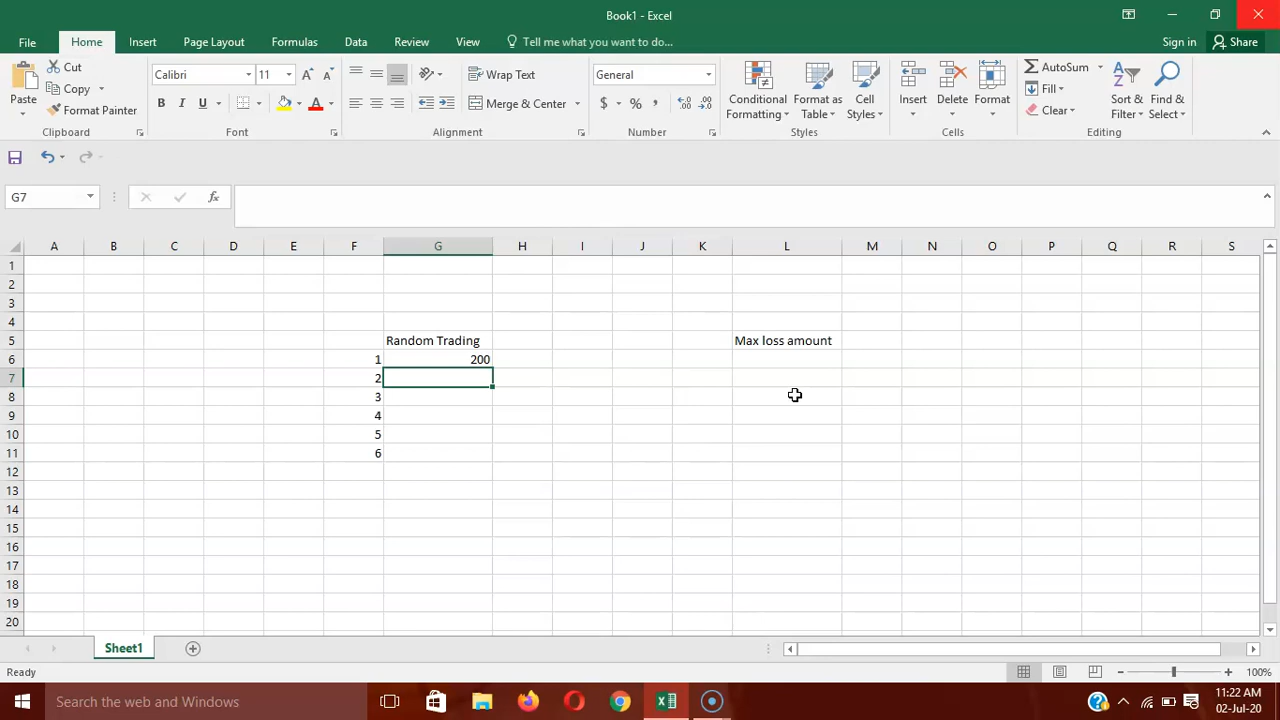 Book1 - Excel
File Home Insert Page Layout Formulas Data Review View Tell me what you want to do... Sign in Share
Cut
Copy
Format Painter
Paste
Clipboard
Calibri 11
B I U
Font
Wrap Text
Merge & Center
Alignment
General
$ % ,
Number
Conditional Formatting
Format as Table
Cell Styles
Styles
Insert Delete Format
Cells
AutoSum
Fill
Clear
Sort & Filter
Find & Select
Editing
G7 fx
A B C D E F G H I J K L M N O P Q R S
1
2
3
4
5 Random Trading Max loss amount
6 1 200
7 2
8 3
9 4
10 5
11 6
12
13
14
15
16
17
18
19
20
Sheet1
Ready 100%
Search the web and Windows
11:22 AM
02-Jul-20